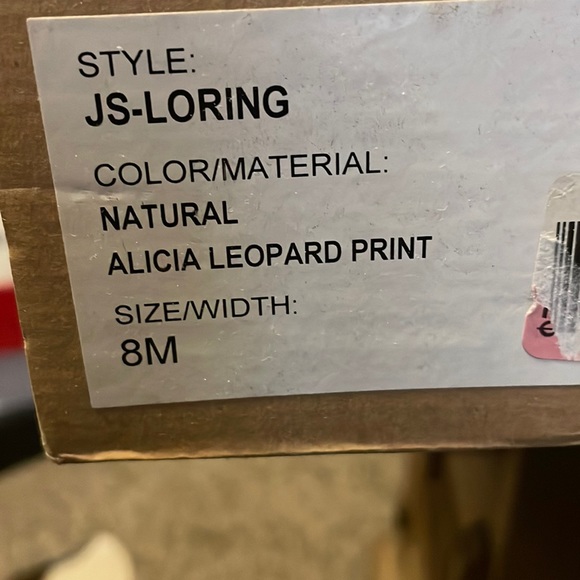 STYLE:
JS-LORING
COLOR/MATERIAL:
NATURAL
ALICIA LEOPARD PRINT
SIZE/WIDTH:
8M
€